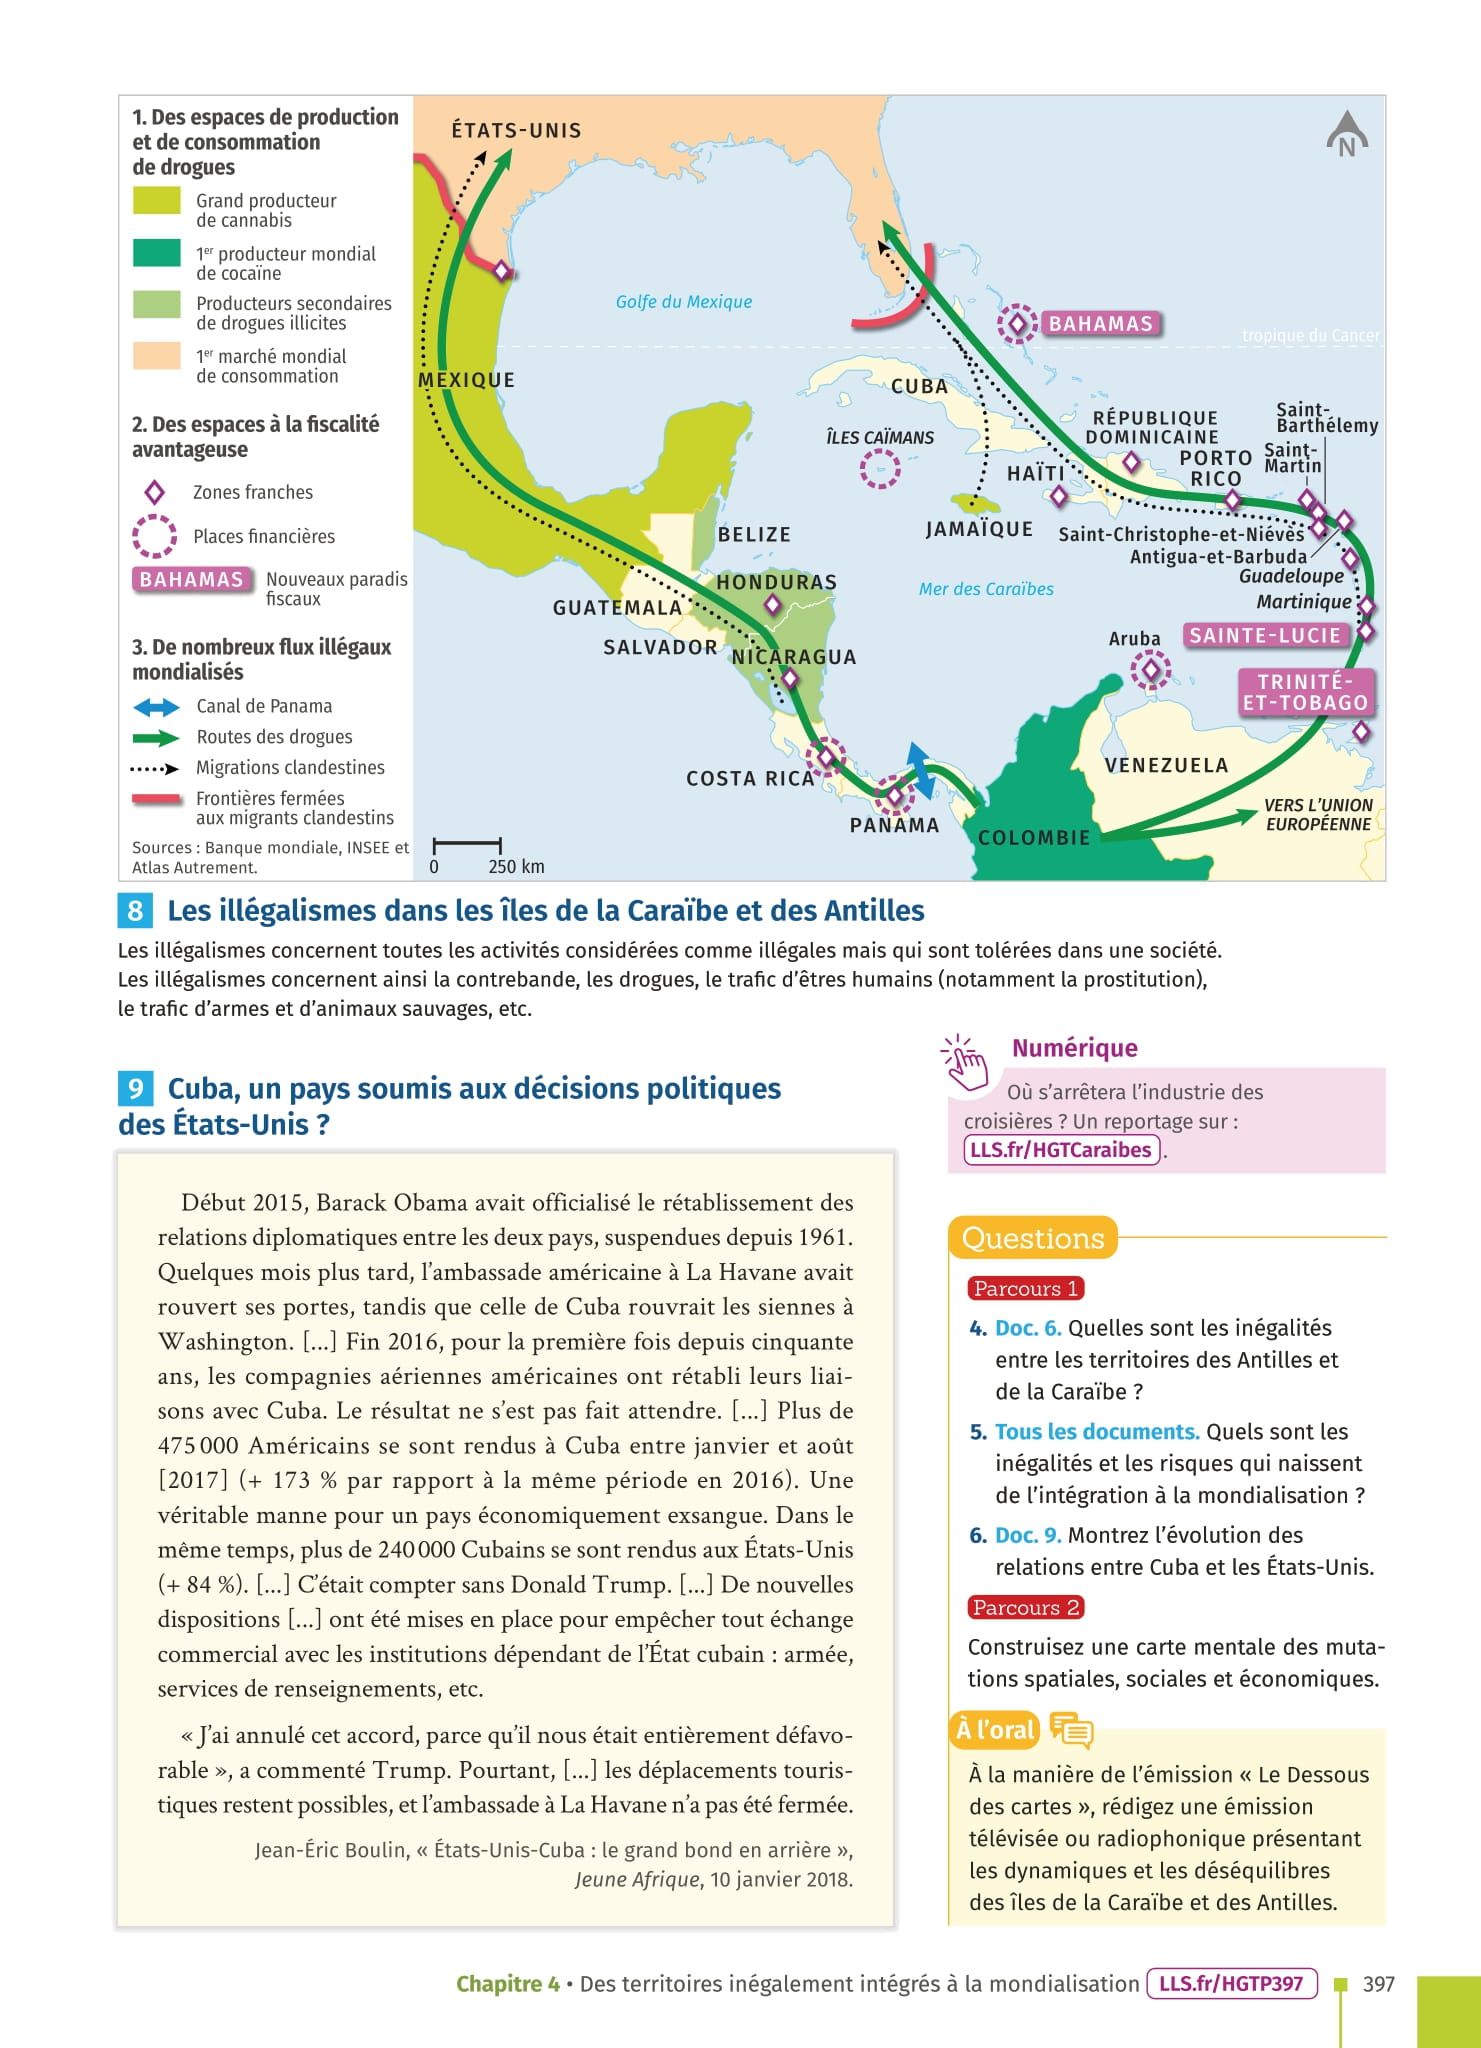 1. Des espaces de production
et de consommation
de drogues
Grand producteur
de cannabis
1er producteur mondial
de cocaïne
Producteurs secondaires
de drogues illicites
1er marché mondial
de consommation
2. Des espaces à la fiscalité
avantageuse
Zones franches
Places financières
BAHAMAS
Nouveaux paradis
fiscaux
3. De nombreux flux illégaux
mondialisés
Canal de Panama
Routes des drogues
Migrations clandestines
Frontières fermées
aux migrants clandestins
Sources : Banque mondiale, INSEE et
Atlas Autrement.
ÉTATS-UNIS
N
Golfe du Mexique
BAHAMAS
tropique du Cancer
MEXIQUE
CUBA
ÎLES CAÏMANS
RÉPUBLIQUE
DOMINICAINE
Saint-
Barthélemy
Saint-
Martin
PORTO
RICO
HAÏTI
JAMAÏQUE
BELIZE
Saint-Christophe-et-Niévès
Antigua-et-Barbuda
Guadeloupe
Martinique
HONDURAS
Mer des Caraïbes
GUATEMALA
SALVADOR
NICARAGUA
Aruba
SAINTE-LUCIE
TRINITÉ-
ET-TOBAGO
COSTA RICA
VENEZUELA
PANAMA
COLOMBIE
VERS L'UNION
EUROPÉENNE
0
250 km
8 Les illégalismes dans les îles de la Caraïbe et des Antilles
Les illégalismes concernent toutes les activités considérées comme illégales mais qui sont tolérées dans une société.
Les illégalismes concernent ainsi la contrebande, les drogues, le trafic d'êtres humains (notamment la prostitution),
le trafic d'armes et d'animaux sauvages, etc.
9 Cuba, un pays soumis aux décisions politiques
des États-Unis ?
Début 2015, Barack Obama avait officialisé le rétablissement des
relations diplomatiques entre les deux pays, suspendues depuis 1961.
Quelques mois plus tard, l'ambassade américaine à La Havane avait
rouvert ses portes, tandis que celle de Cuba rouvrait les siennes à
Washington. [...] Fin 2016, pour la première fois depuis cinquante
ans, les compagnies aériennes américaines ont rétabli leurs liai-
sons avec Cuba. Le résultat ne s'est pas fait attendre. [...] Plus de
475 000 Américains se sont rendus à Cuba entre janvier et août
[2017] (+ 173 % par rapport à la même période en 2016). Une
véritable manne pour un pays économiquement exsangue. Dans le
même temps, plus de 240 000 Cubains se sont rendus aux États-Unis
(+ 84 %). [...] C'était compter sans Donald Trump. [...] De nouvelles
dispositions [...] ont été mises en place pour empêcher tout échange
commercial avec les institutions dépendant de l'État cubain : armée,
services de renseignements, etc.
« J'ai annulé cet accord, parce qu'il nous était entièrement défavo-
rable », a commenté Trump. Pourtant, [...] les déplacements touris-
tiques restent possibles, et l'ambassade à La Havane n'a pas été fermée.
Jean-Éric Boulin, « États-Unis-Cuba : le grand bond en arrière »,
Jeune Afrique, 10 janvier 2018.
Numérique
Où s'arrêtera l'industrie des
croisières ? Un reportage sur :
LLS.fr/HGTCaraibes.
Questions
Parcours 1
4. Doc. 6. Quelles sont les inégalités
entre les territoires des Antilles et
de la Caraïbe ?
5. Tous les documents. Quels sont les
inégalités et les risques qui naissent
de l'intégration à la mondialisation ?
6. Doc. 9. Montrez l'évolution des
relations entre Cuba et les États-Unis.
Parcours 2
Construisez une carte mentale des muta-
tions spatiales, sociales et économiques.
À l'oral
À la manière de l'émission « Le Dessous
des cartes », rédigez une émission
télévisée ou radiophonique présentant
les dynamiques et les déséquilibres
des îles de la Caraïbe et des Antilles.
Chapitre 4 • Des territoires inégalement intégrés à la mondialisation LLS.fr/HGTP397 397